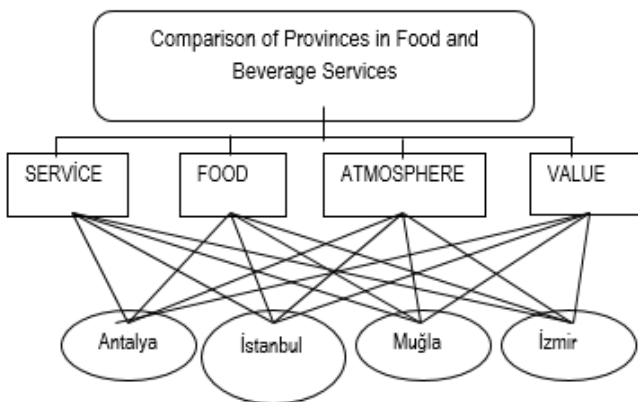 Comparison of Provinces in Food and
Beverage Services
SERVİCE
FOOD
ATMOSPHERE
VALUE
Antalya
İstanbul
Muğla
İzmir